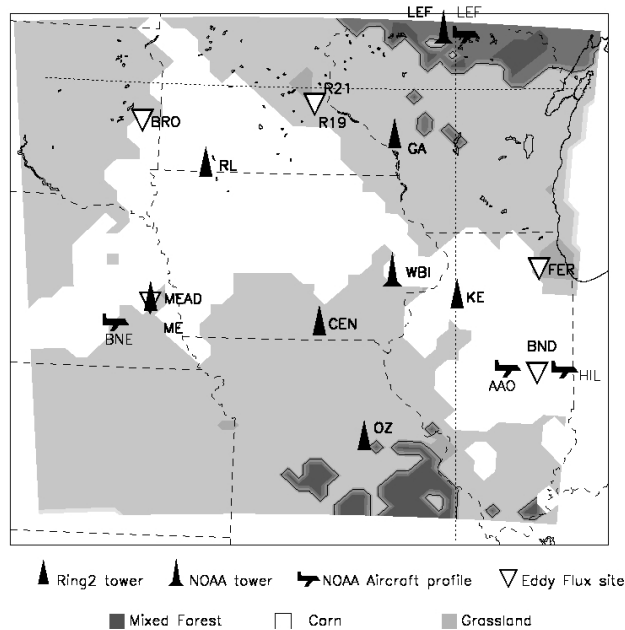 LEF LEF
R21
BRO R19
GA
RL
WBI FER
MEAD KE
ME CEN
BNE BND
AAO HIL
OZ
Ring2 tower NOAA tower NOAA Aircraft profile Eddy Flux site
Mixed Forest Corn Grassland